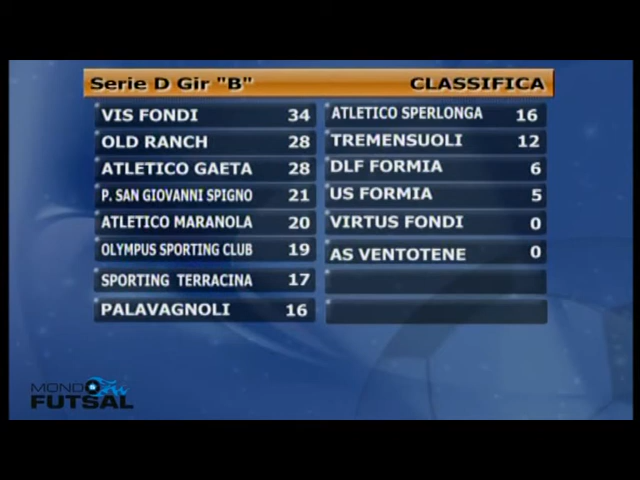 Serie D Gir "B" CLASSIFICA
VIS FONDI 34
OLD RANCH 28
ATLETICO GAETA 28
P. SAN GIOVANNI SPIGNO 21
ATLETICO MARANOLA 20
OLYMPUS SPORTING CLUB 19
SPORTING TERRACINA 17
PALAVAGNOLI 16
ATLETICO SPERLONGA 16
TREMENSUOLI 12
DLF FORMIA 6
US FORMIA 5
VIRTUS FONDI 0
AS VENTOTENE 0
MONDO
FUTSAL